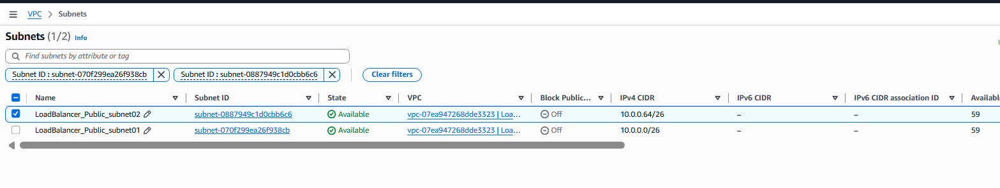 VPC > Subnets
Subnets (1/2) Info
Find subnets by attribute or tag
Subnet ID : subnet-070f299ea26f938cb Subnet ID : subnet-0887949c1d0cbb6c6 Clear filters
Name Subnet ID State VPC Block Public... IPv4 CIDR IPv6 CIDR IPv6 CIDR association ID Available
LoadBalancer_Public_subnet02 subnet-0887949c1d0cbb6c6 Available vpc-07ea947268dde3323 | Loa... Off 10.0.0.64/26 – – 59
LoadBalancer_Public_subnet01 subnet-070f299ea26f938cb Available vpc-07ea947268dde3323 | Loa... Off 10.0.0.0/26 – – 59